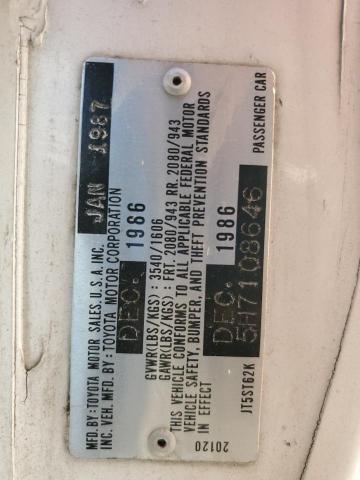 MFD. BY: TOYOTA MOTOR SALES, U.S.A. INC. JAN 1987
INC. VEH. MFD. BY: TOYOTA MOTOR CORPORATION
DEC. 1986
GVWR(LBS/KGS) : 3540/1606
GAWR(LBS/KGS) : FRT. 2080/943 RR. 2080/943
THIS VEHICLE CONFORMS TO ALL APPLICABLE FEDERAL MOTOR
VEHICLE SAFETY, BUMPER, AND THEFT PREVENTION STANDARDS
IN EFFECT DEC. 1986
20120 5H7108646
JT5ST62K PASSENGER CAR